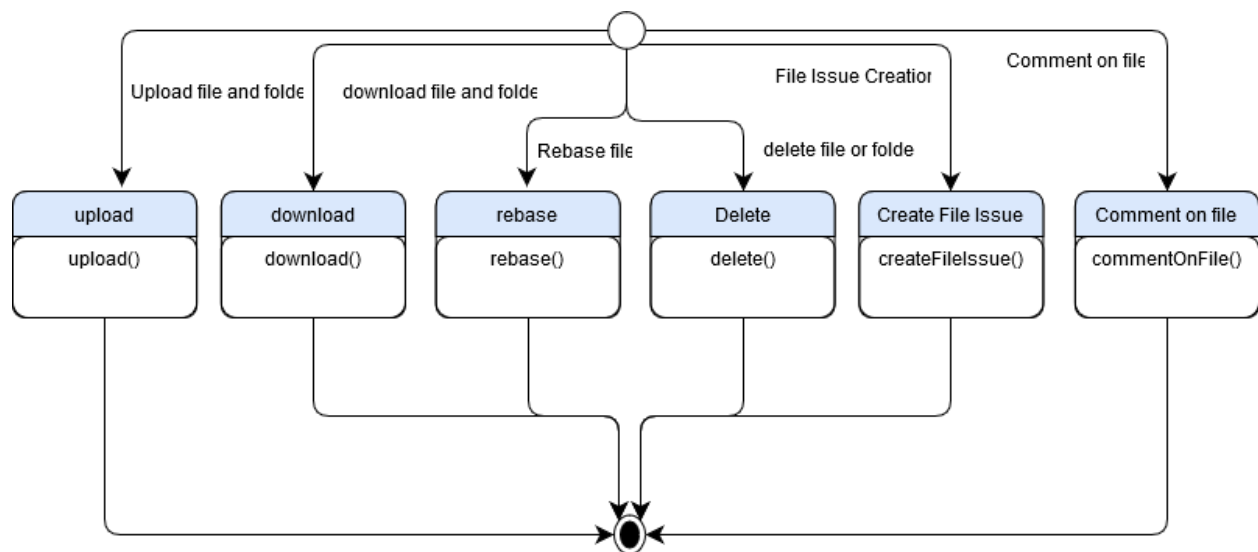 Comment on file
File Issue Creation
Upload file and folde
download file and folde
Rebase file
delete file or folde
upload
download
rebase
Delete
Create File Issue
Comment on file
upload()
download()
rebase()
delete()
createFileIssue()
commentOnFile()